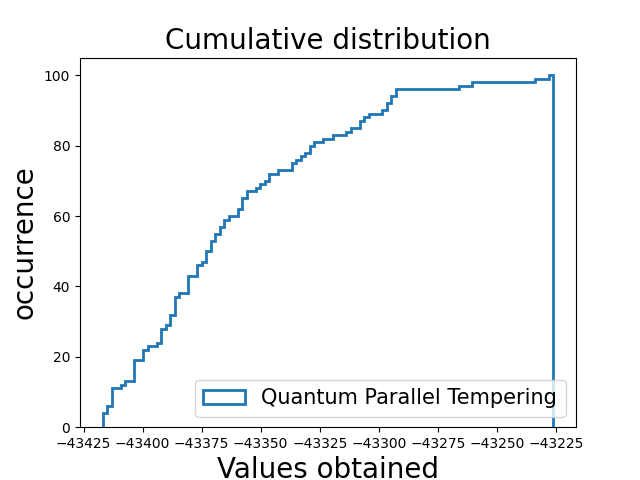 Cumulative distribution
100
80
60
40
20
0
occurrence
Quantum Parallel Tempering
−43425 −43400 −43375 −43350 −43325 −43300 −43275 −43250 −43225
Values obtained